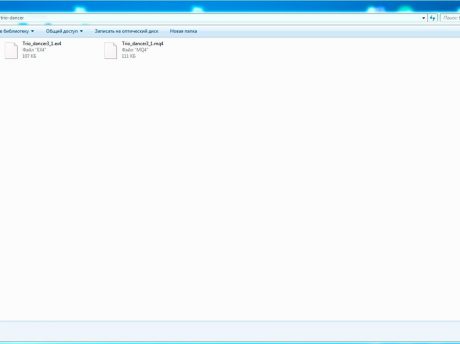 trio-dancer
Поиск:
в библиотеку
Общий доступ
Записать на оптический диск
Новая папка
Trio_dancer3_1.ex4
Файл "EX4"
107 КБ
Trio_dancer3_1.mq4
Файл "MQ4"
111 КБ